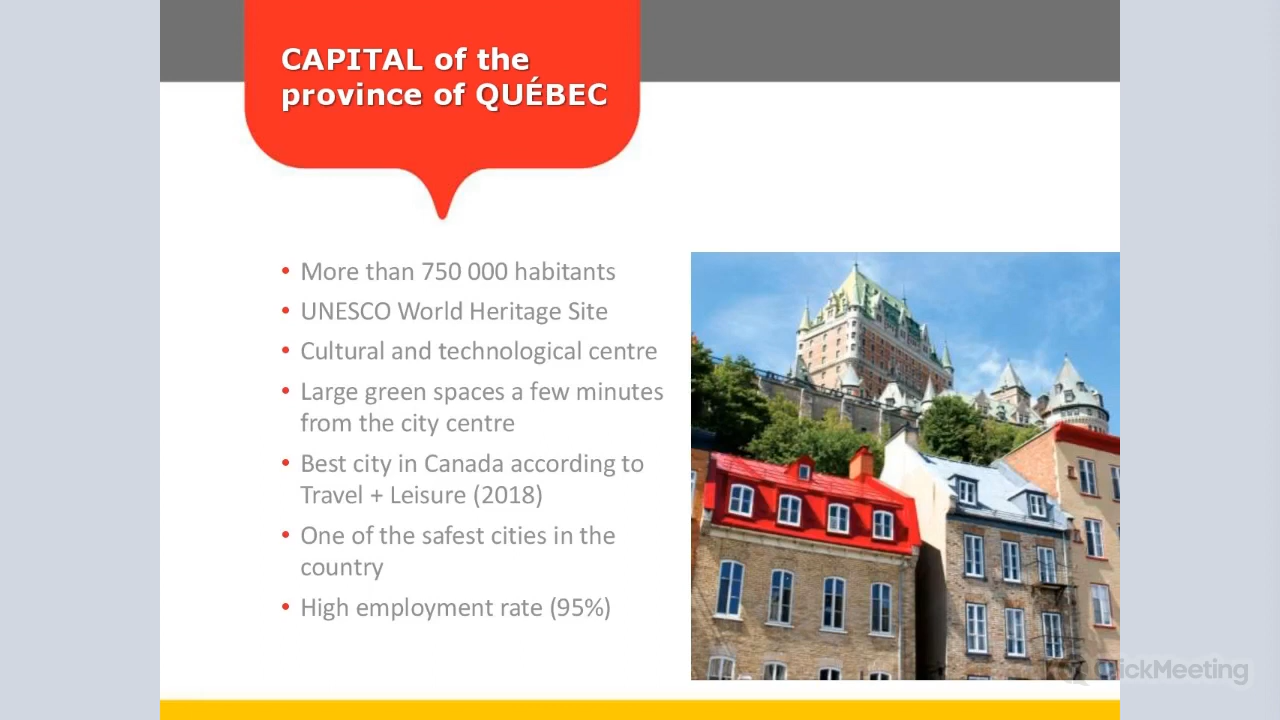 CAPITAL of the
province of QUÉBEC
• More than 750 000 habitants
• UNESCO World Heritage Site
• Cultural and technological centre
• Large green spaces a few minutes
from the city centre
• Best city in Canada according to
Travel + Leisure (2018)
• One of the safest cities in the
country
• High employment rate (95%)